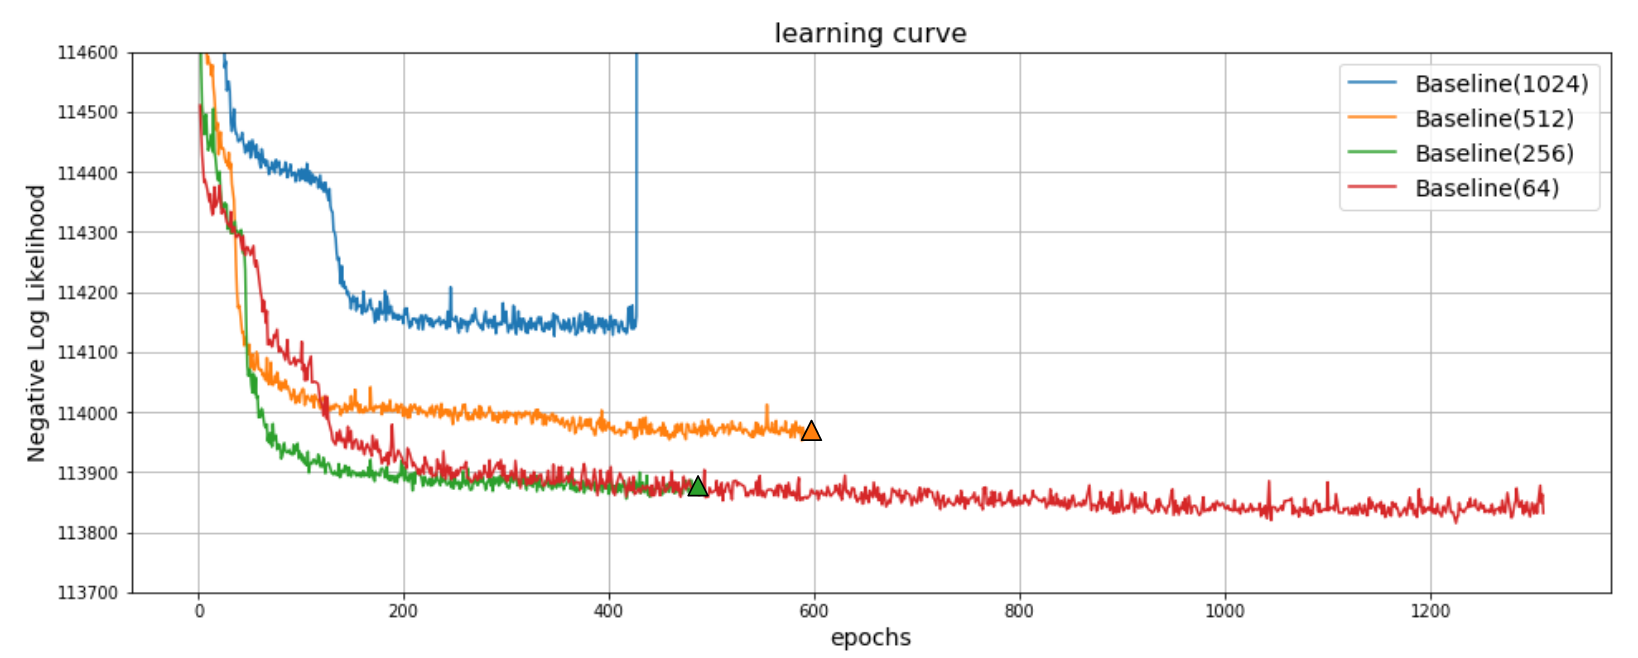 learning curve
114600
114500
114400
114300
114200
114100
114000
113900
113800
113700
Negative Log Likelihood
0 200 400 600 800 1000 1200
epochs
Baseline(1024)
Baseline(512)
Baseline(256)
Baseline(64)